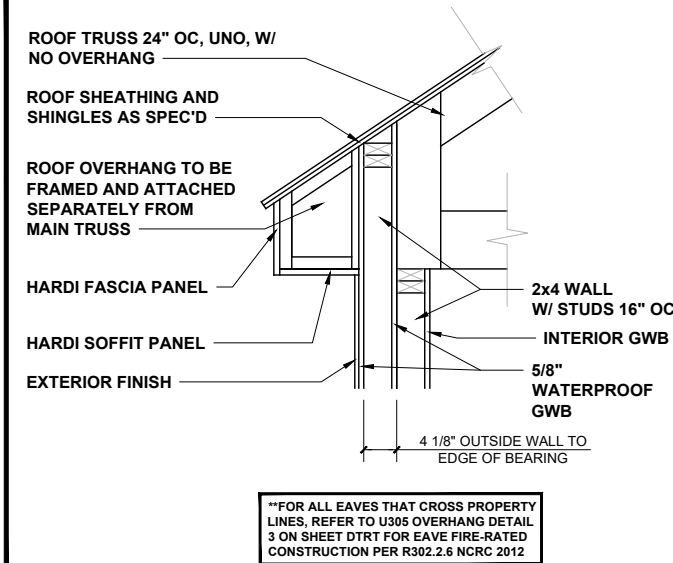 ROOF TRUSS 24" OC, UNO, W/
NO OVERHANG
ROOF SHEATHING AND
SHINGLES AS SPEC'D
ROOF OVERHANG TO BE
FRAMED AND ATTACHED
SEPARATELY FROM
MAIN TRUSS
HARDI FASCIA PANEL
HARDI SOFFIT PANEL
EXTERIOR FINISH
2x4 WALL
W/ STUDS 16" OC
INTERIOR GWB
5/8"
WATERPROOF
GWB
4 1/8" OUTSIDE WALL TO
EDGE OF BEARING
**FOR ALL EAVES THAT CROSS PROPERTY
LINES, REFER TO U305 OVERHANG DETAIL
3 ON SHEET DTRT FOR EAVE FIRE-RATED
CONSTRUCTION PER R302.2.6 NCRC 2012